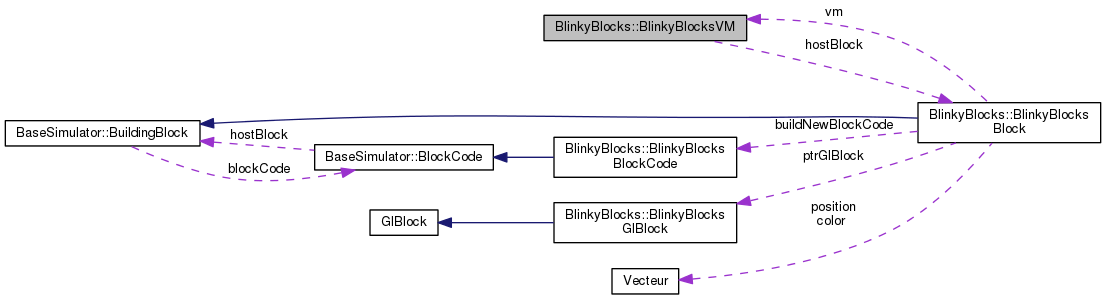 vm
BlinkyBlocks::BlinkyBlocksVM
hostBlock
BlinkyBlocks::BlinkyBlocks
Block
BaseSimulator::BuildingBlock
hostBlock
blockCode
BaseSimulator::BlockCode
buildNewBlockCode
BlinkyBlocks::BlinkyBlocks
BlockCode
ptrGlBlock
GlBlock
BlinkyBlocks::BlinkyBlocks
GlBlock
position
color
Vecteur